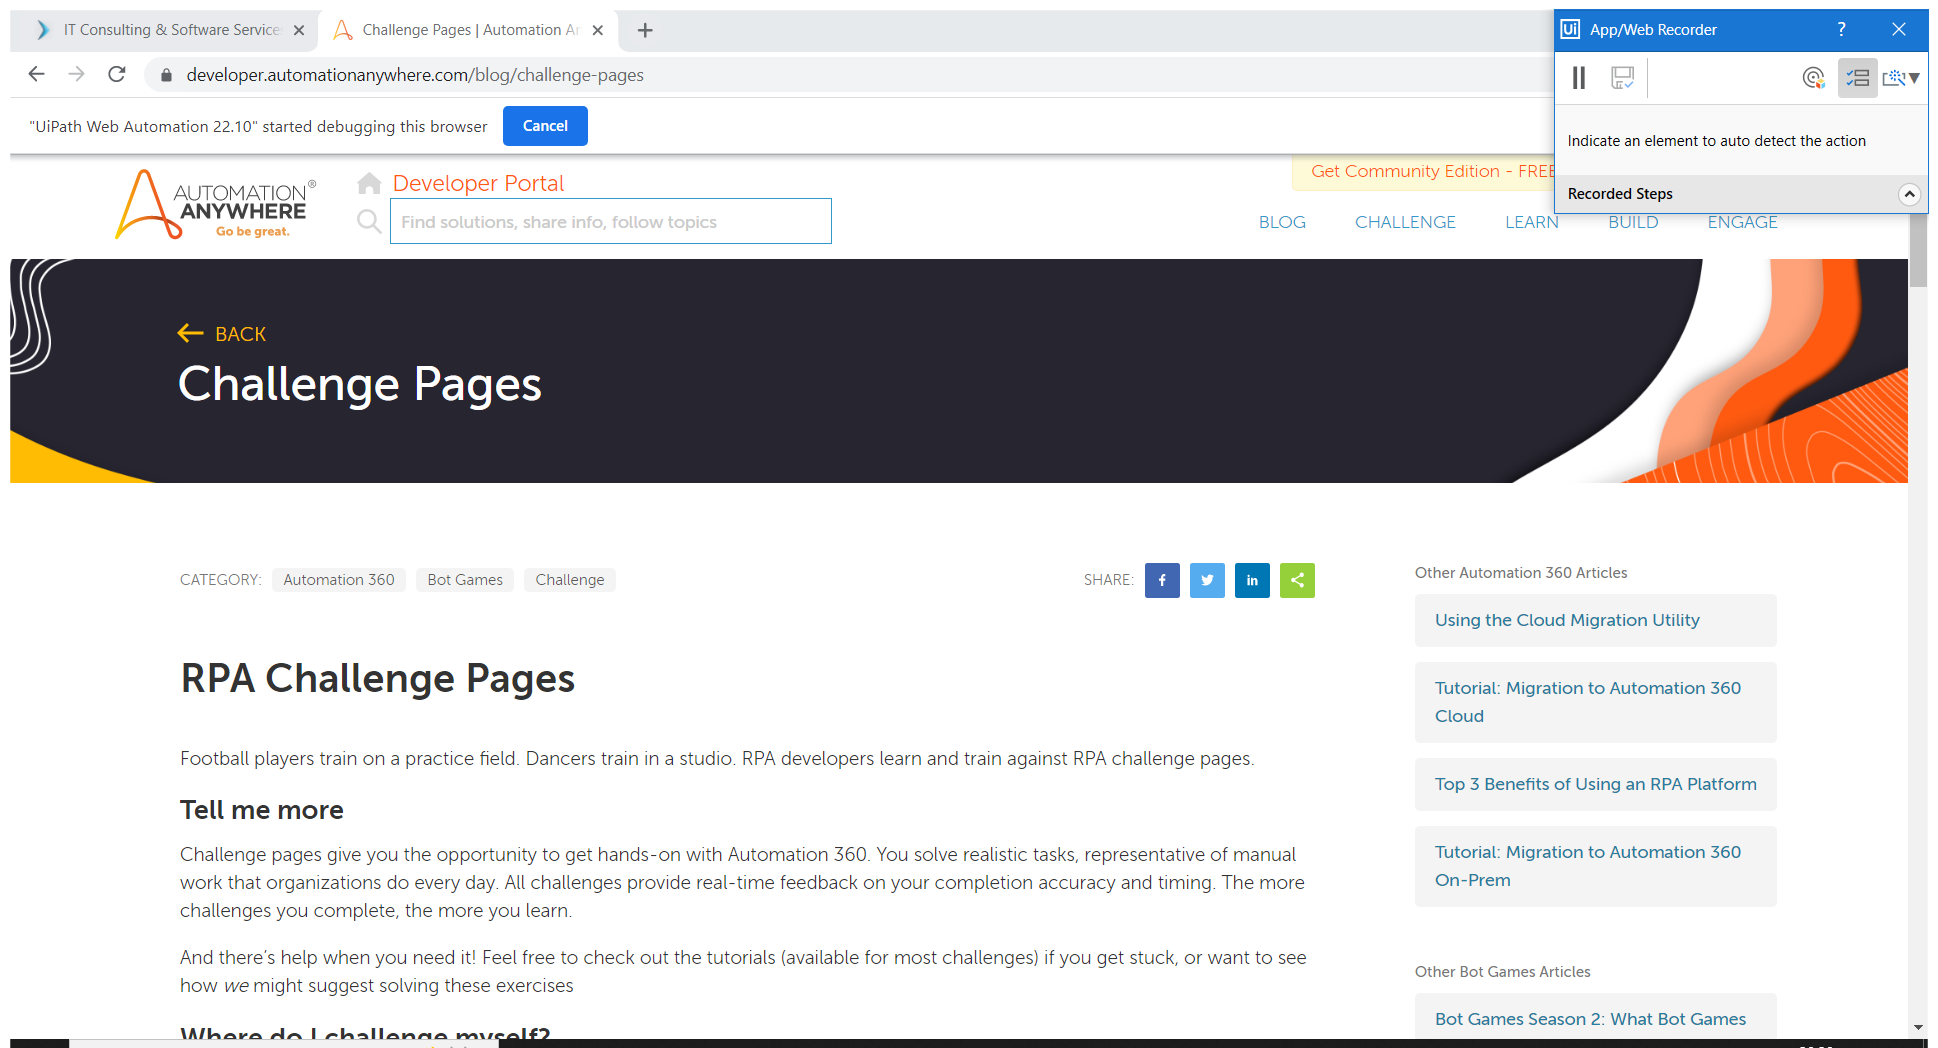 IT Consulting & Software Service
Challenge Pages | Automation An
App/Web Recorder
?
developer.automationanywhere.com/blog/challenge-pages
"UiPath Web Automation 22.10" started debugging this browser
Cancel
Indicate an element to auto detect the action
Recorded Steps
AUTOMATION®
ANYWHERE
Go be great.
Developer Portal
Find solutions, share info, follow topics
Get Community Edition - FREE
BLOG
CHALLENGE
LEARN
BUILD
ENGAGE
BACK
Challenge Pages
CATEGORY: Automation 360 Bot Games Challenge
SHARE:
RPA Challenge Pages
Football players train on a practice field. Dancers train in a studio. RPA developers learn and train against RPA challenge pages.
Tell me more
Challenge pages give you the opportunity to get hands-on with Automation 360. You solve realistic tasks, representative of manual
work that organizations do every day. All challenges provide real-time feedback on your completion accuracy and timing. The more
challenges you complete, the more you learn.
And there's help when you need it! Feel free to check out the tutorials (available for most challenges) if you get stuck, or want to see
how we might suggest solving these exercises
Where do I challenge myself?
Other Automation 360 Articles
Using the Cloud Migration Utility
Tutorial: Migration to Automation 360
Cloud
Top 3 Benefits of Using an RPA Platform
Tutorial: Migration to Automation 360
On-Prem
Other Bot Games Articles
Bot Games Season 2: What Bot Games